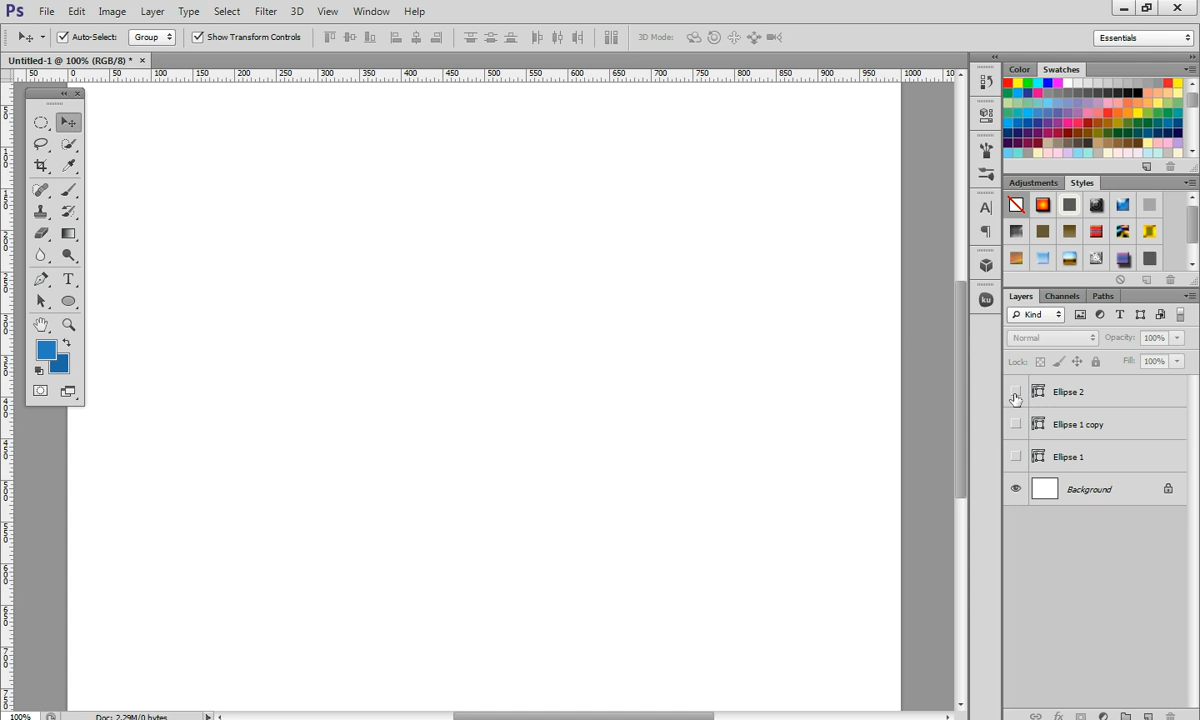 Ps File Edit Image Layer Type Select Filter 3D View Window Help
Auto-Select: Group Show Transform Controls 3D Mode: Essentials
Untitled-1 @ 100% (RGB/8) * ×
50 0 50 100 150 200 250 300 350 400 450 500 550 600 650 700 750 800 850 900 950 1000
Color Swatches
Adjustments Styles
Layers Channels Paths
Kind
Normal Opacity: 100%
Lock: Fill: 100%
Ellipse 2
Ellipse 1 copy
Ellipse 1
Background
ku
100% Doc: 2.29M/0 bytes